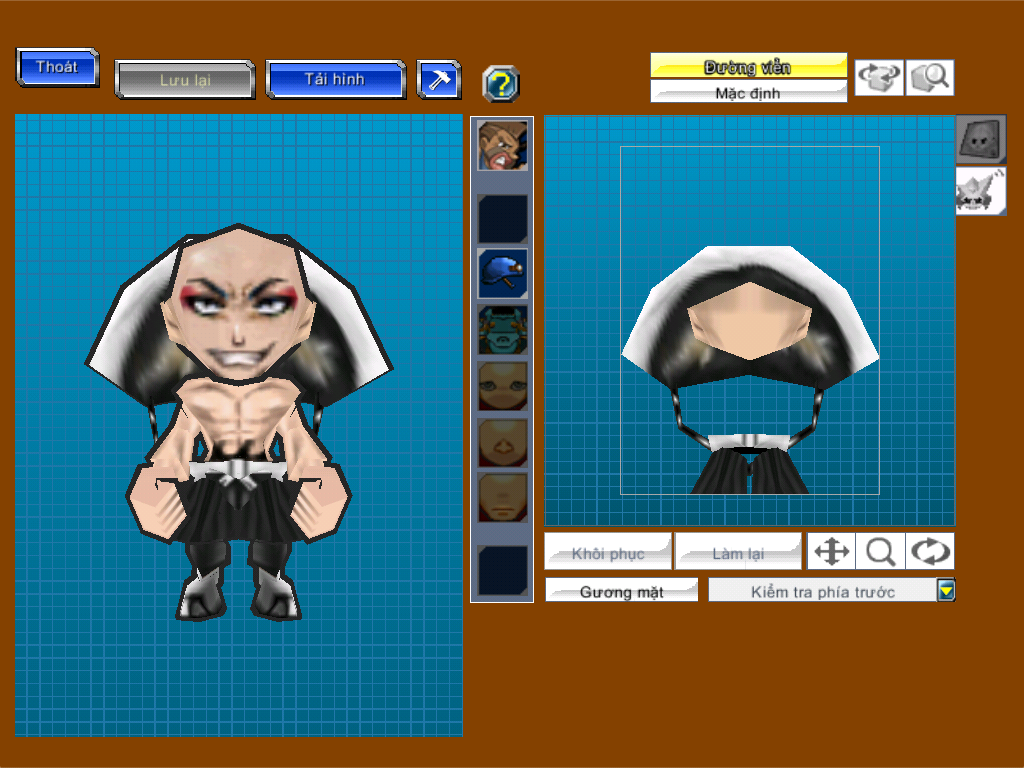 Thoát
Lưu lại
Tải hình
Đường viền
Mặc định
Khôi phục
Làm lại
Gương mặt
Kiểm tra phía trước